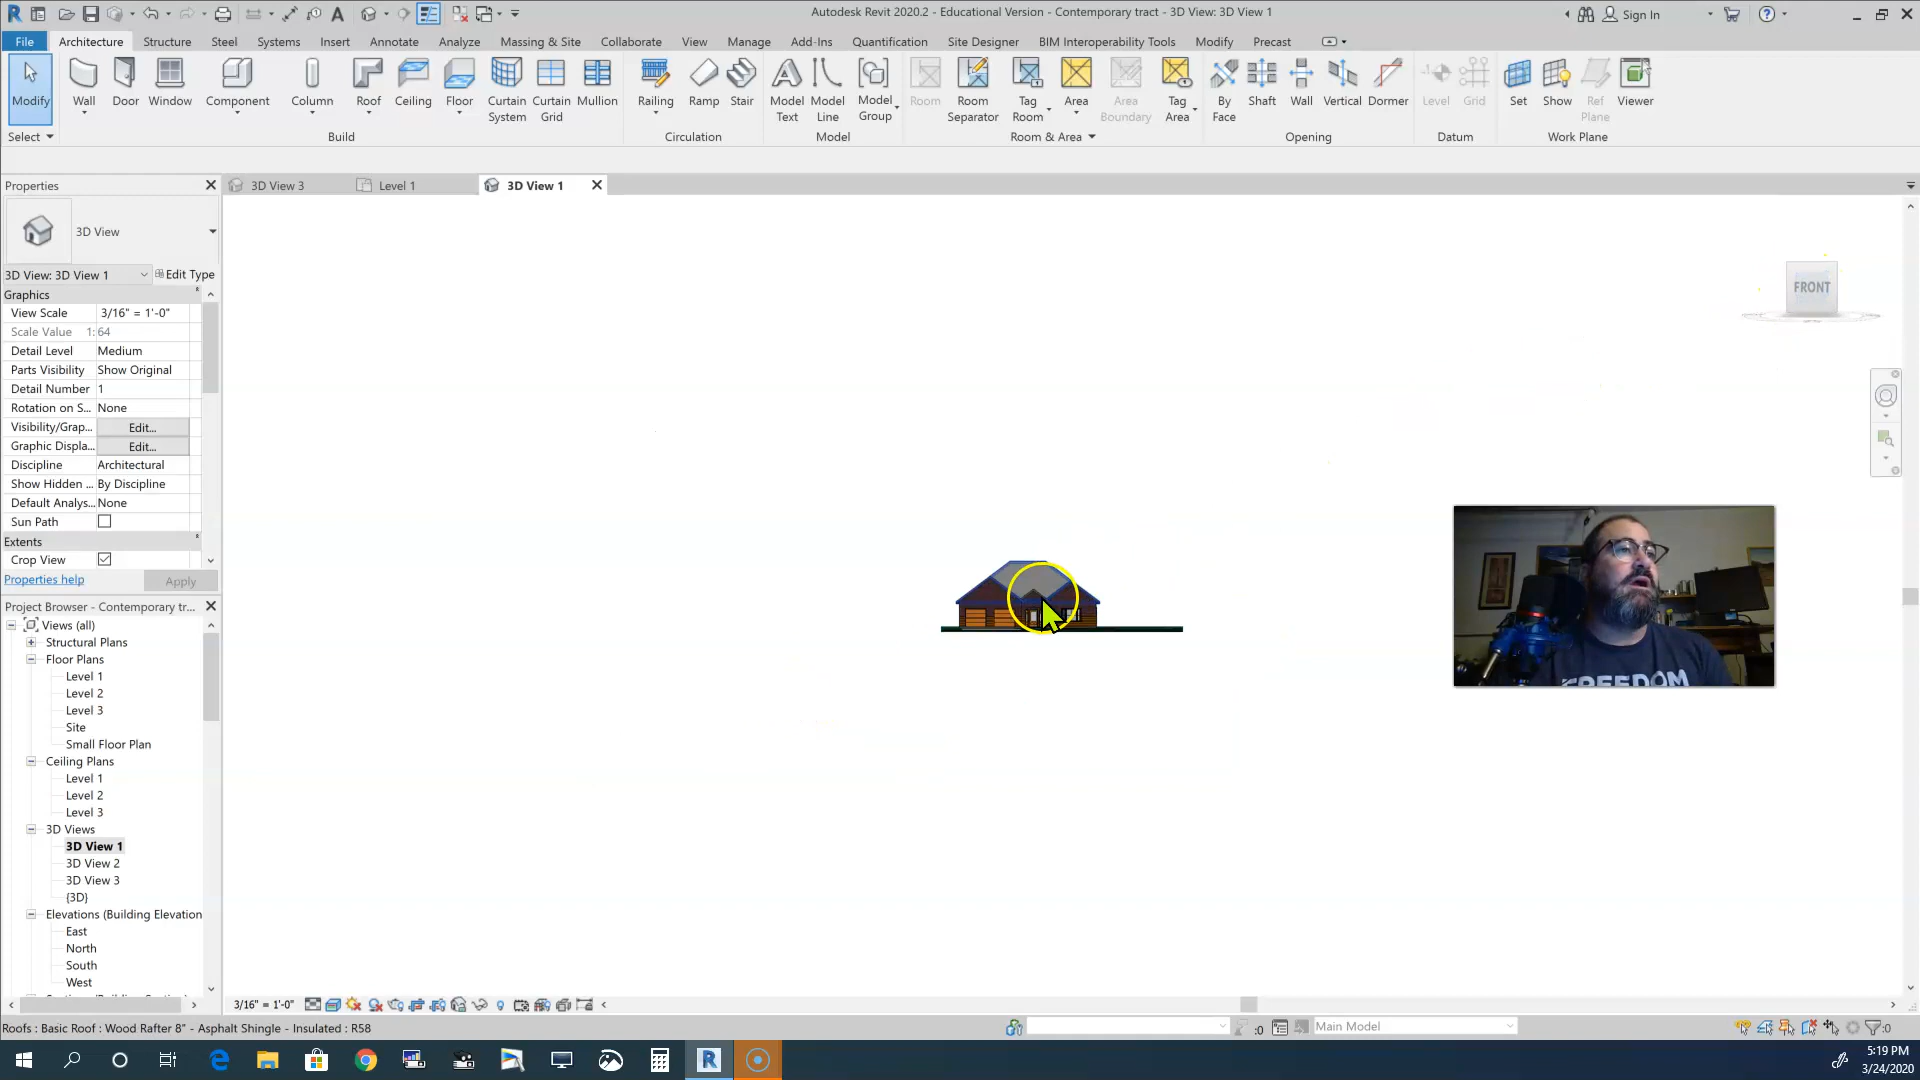 Autodesk Revit 2020.2 - Educational Version - Contemporary tract - 3D View: 3D View 1
Sign In
File Architecture Structure Steel Systems Insert Annotate Analyze Massing & Site Collaborate View Manage Add-Ins Quantification Site Designer BIM Interoperability Tools Modify Precast
Modify Wall Door Window Component Column Roof Ceiling Floor Curtain System Curtain Grid Mullion Railing Ramp Stair Model Text Model Line Model Group Room Room Separator Tag Room Area Area Boundary Tag Area By Face Shaft Wall Vertical Dormer Level Grid Set Show Ref Plane Viewer
Select Build Circulation Model Room & Area Opening Datum Work Plane
Properties
3D View 3 Level 1 3D View 1
3D View
3D View: 3D View 1 Edit Type
Graphics
View Scale 3/16" = 1'-0"
Scale Value 1: 64
Detail Level Medium
Parts Visibility Show Original
Detail Number 1
Rotation on S... None
Visibility/Grap... Edit...
Graphic Displa... Edit...
Discipline Architectural
Show Hidden ... By Discipline
Default Analys... None
Sun Path
Extents
Crop View
Properties help Apply
FRONT
FREEDOM
Project Browser - Contemporary tr...
Views (all)
Structural Plans
Floor Plans
Level 1
Level 2
Level 3
Site
Small Floor Plan
Ceiling Plans
Level 1
Level 2
Level 3
3D Views
3D View 1
3D View 2
3D View 3
{3D}
Elevations (Building Elevation
East
North
South
West
3/16" = 1'-0"
Roofs : Basic Roof : Wood Rafter 8" - Asphalt Shingle - Insulated : R58
:0 Main Model :0
5:19 PM
3/24/2020